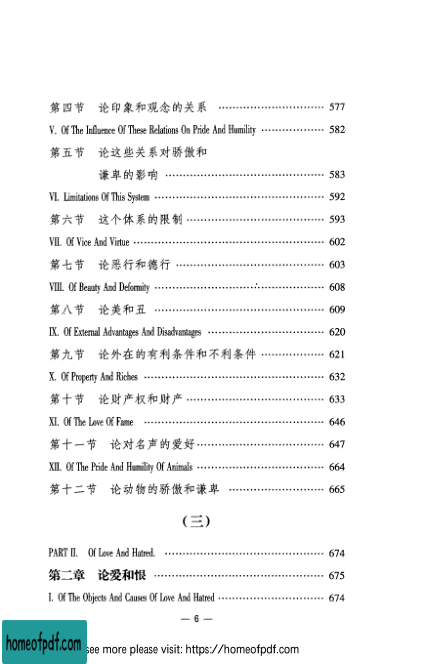 第四节 论印象和观念的关系 …………………………… 577
V. Of The Influence Of These Relations On Pride And Humility ……………… 582
第五节 论这些关系对骄傲和
谦卑的影响 …………………………………… 583
VI. Limitations Of This System ………………………………………… 592
第六节 这个体系的限制 ………………………………… 593
VII. Of Vice And Virtue ……………………………………………… 602
第七节 论恶行和德行 …………………………………… 603
VIII. Of Beauty And Deformity ………………………………………… 608
第八节 论美和丑 ………………………………………… 609
IX. Of External Advantages And Disadvantages …………………………… 620
第九节 论外在的有利条件和不利条件 ……………… 621
X. Of Property And Riches …………………………………………… 632
第十节 论财产权和财产 ………………………………… 633
XI. Of The Love Of Fame …………………………………………… 646
第十一节 论对名声的爱好 ……………………………… 647
XII. Of The Pride And Humility Of Animals ……………………………… 664
第十二节 论动物的骄傲和谦卑 ……………………… 665
(三)
PART II. Of Love And Hatred. ……………………………………… 674
第二章 论爱和恨 ………………………………………… 675
I. Of The Objects And Causes Of Love And Hatred ………………………… 674
— 6 —
homeofpdf.com
see more please visit: https://homeofpdf.com